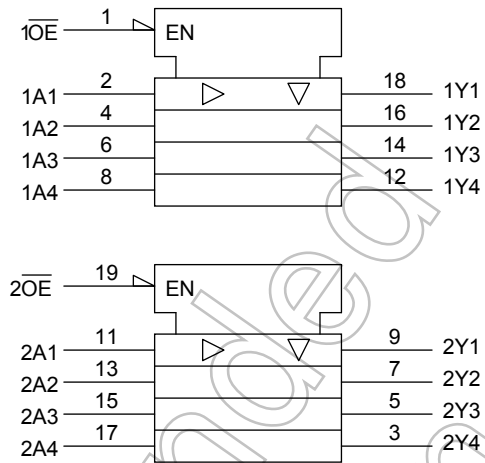 1OE 1 EN
1A1 2 18 1Y1
1A2 4 16 1Y2
1A3 6 14 1Y3
1A4 8 12 1Y4
2OE 19 EN
2A1 11 9 2Y1
2A2 13 7 2Y2
2A3 15 5 2Y3
2A4 17 3 2Y4